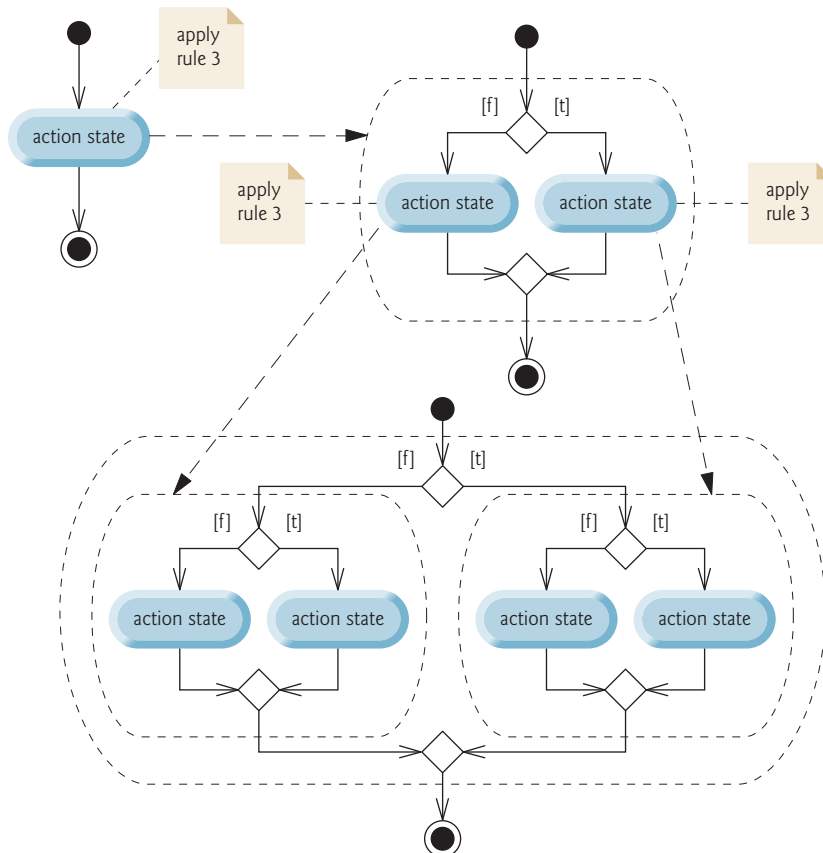 apply
rule 3
[f]
[t]
action state
apply
rule 3
action state
action state
apply
rule 3
[f]
[t]
[f]
[t]
[f]
[t]
action state
action state
action state
action state